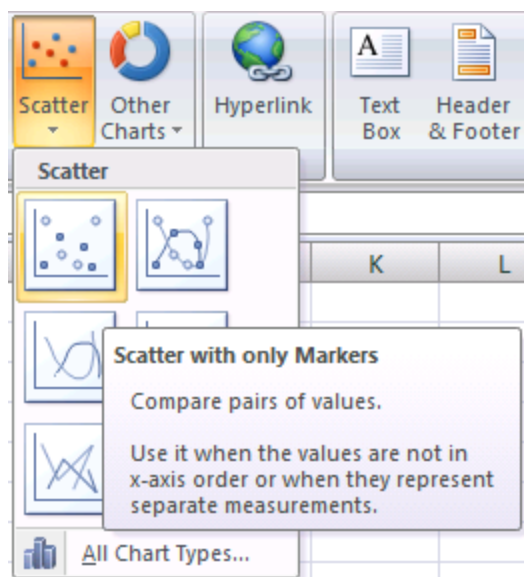 Scatter
Other
Charts
Hyperlink
A
Text
Box
Header
& Footer
Scatter
K
L
Scatter with only Markers
Compare pairs of values.
Use it when the values are not in
x-axis order or when they represent
separate measurements.
All Chart Types...